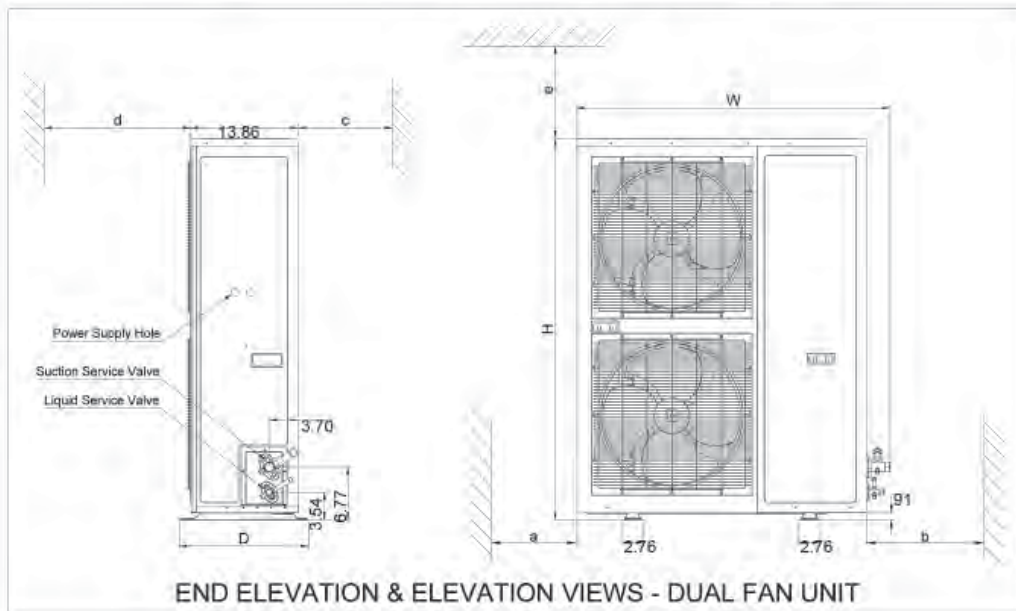 e
W
d
13.86
c
H
Power Supply Hole
Suction Service Valve
Liquid Service Valve
3.70
3.54
6.77
91
D
a
2.76
2.76
b
END ELEVATION & ELEVATION VIEWS - DUAL FAN UNIT